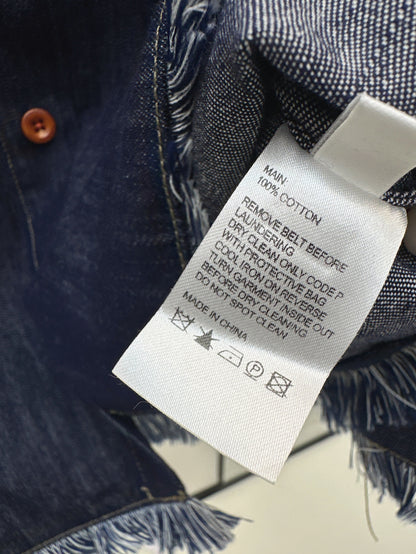 MAIN:
100% COTTON
REMOVE BELT BEFORE
LAUNDERING
DRY CLEAN ONLY CODE P
WITH PROTECTIVE BAG
COOL IRON ON REVERSE
TURN GARMENT INSIDE OUT
BEFORE DRY CLEANING
DO NOT SPOT CLEAN
MADE IN CHINA
P